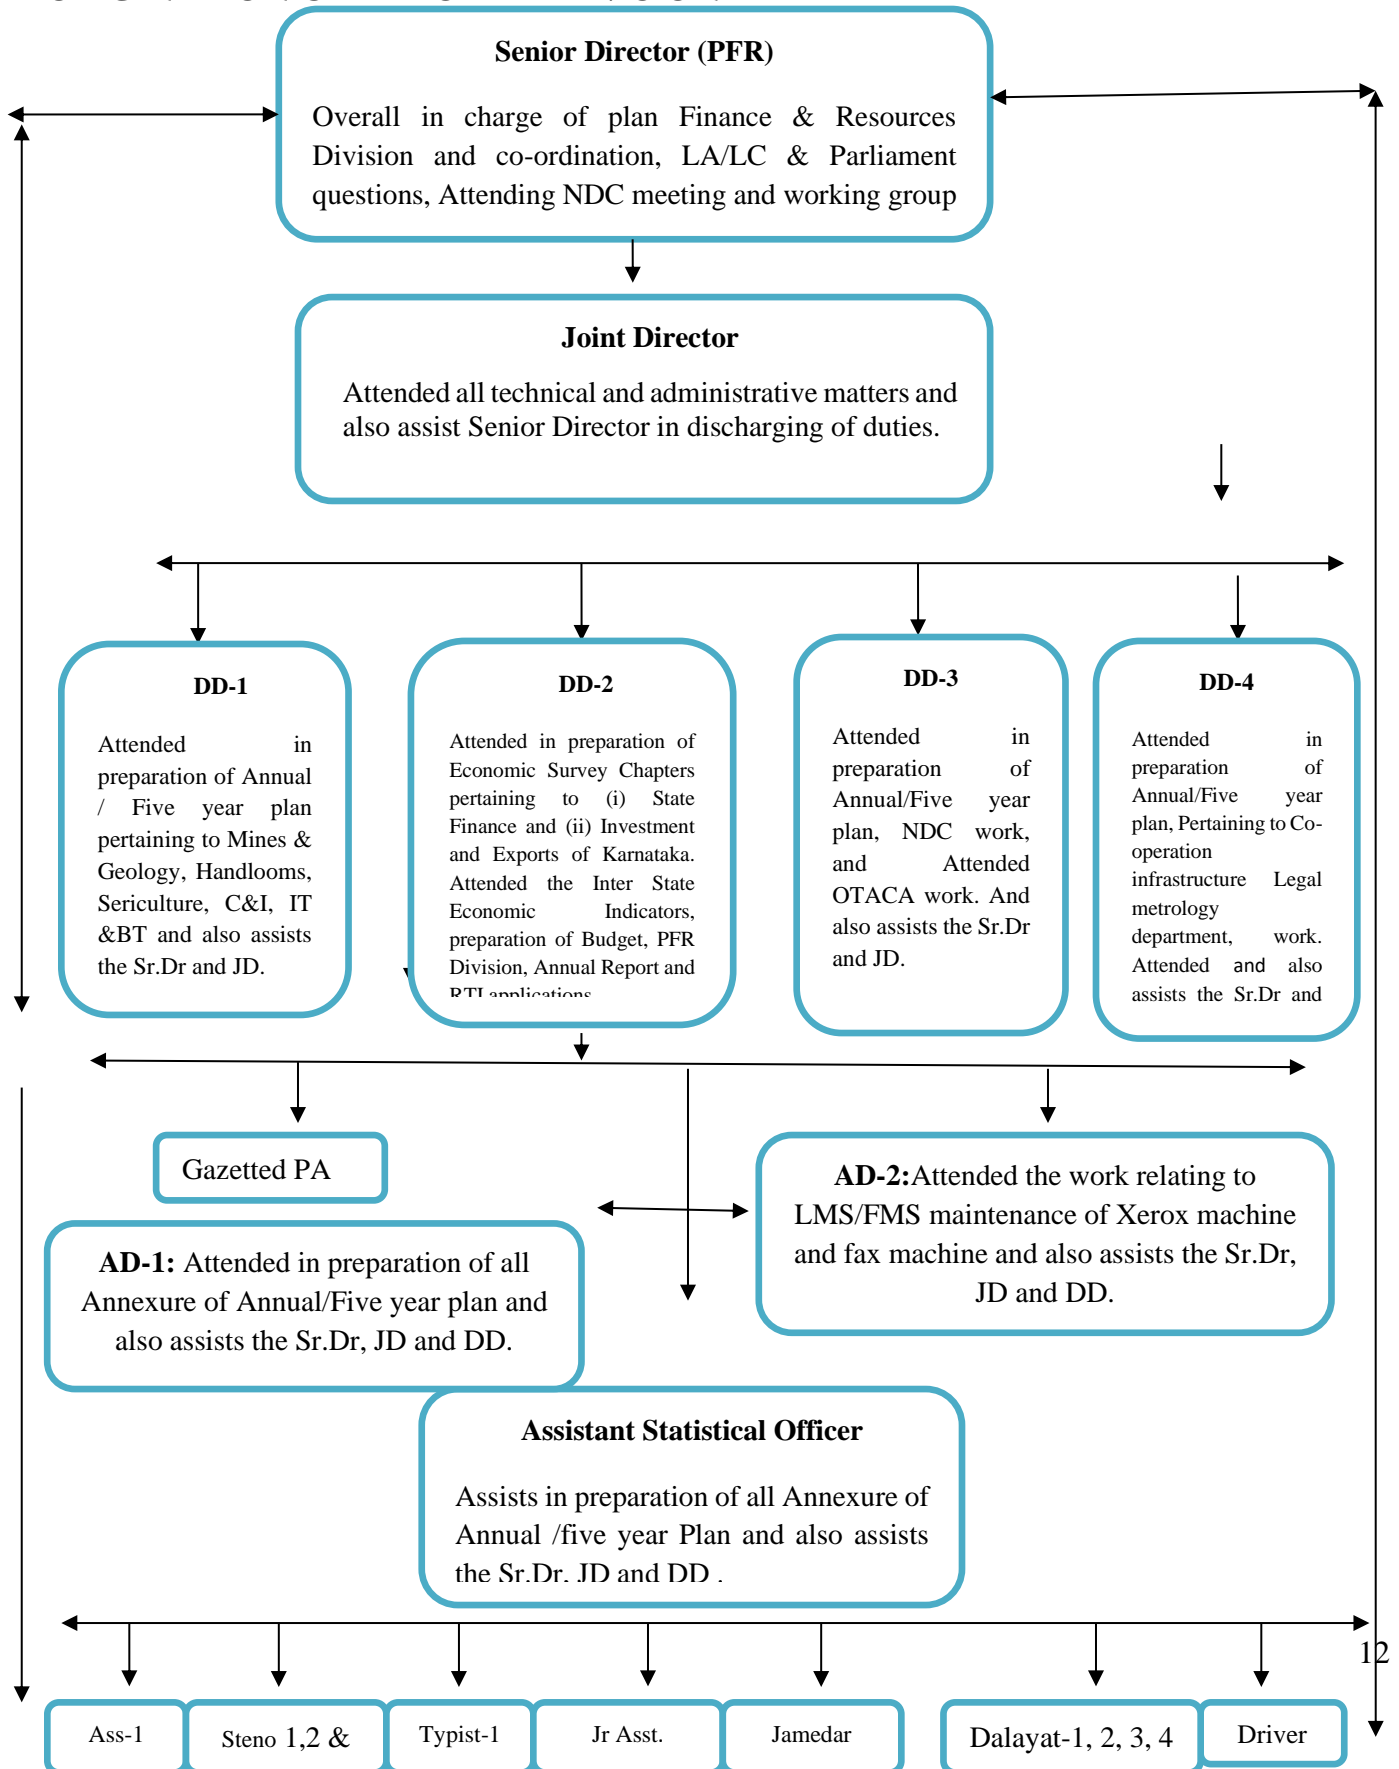 Senior Director (PFR)
Overall in charge of plan Finance & Resources
Division and co-ordination, LA/LC & Parliament
questions, Attending NDC meeting and working group
Joint Director
Attended all technical and administrative matters and
also assist Senior Director in discharging of duties.
DD-1
Attended in
preparation of Annual
/ Five year plan
pertaining to Mines &
Geology, Handlooms,
Sericulture, C&I, IT
&BT and also assists
the Sr.Dr and JD.
DD-2
Attended in preparation of
Economic Survey Chapters
pertaining to (i) State
Finance and (ii) Investment
and Exports of Karnataka.
Attended the Inter State
Economic Indicators,
preparation of Budget, PFR
Division, Annual Report and
RTI applications
DD-3
Attended in
preparation of
Annual/Five year
plan, NDC work,
and Attended
OTACA work. And
also assists the Sr.Dr
and JD.
DD-4
Attended in
preparation of
Annual/Five year
plan, Pertaining to Co-
operation
infrastructure Legal
metrology
department, work.
Attended and also
assists the Sr.Dr and
Gazetted PA
AD-2:Attended the work relating to
LMS/FMS maintenance of Xerox machine
and fax machine and also assists the Sr.Dr,
JD and DD.
AD-1: Attended in preparation of all
Annexure of Annual/Five year plan and
also assists the Sr.Dr, JD and DD.
Assistant Statistical Officer
Assists in preparation of all Annexure of
Annual /five year Plan and also assists
the Sr.Dr, JD and DD .
12
Ass-1
Steno 1,2 &
Typist-1
Jr Asst.
Jamedar
Dalayat-1, 2, 3, 4
Driver